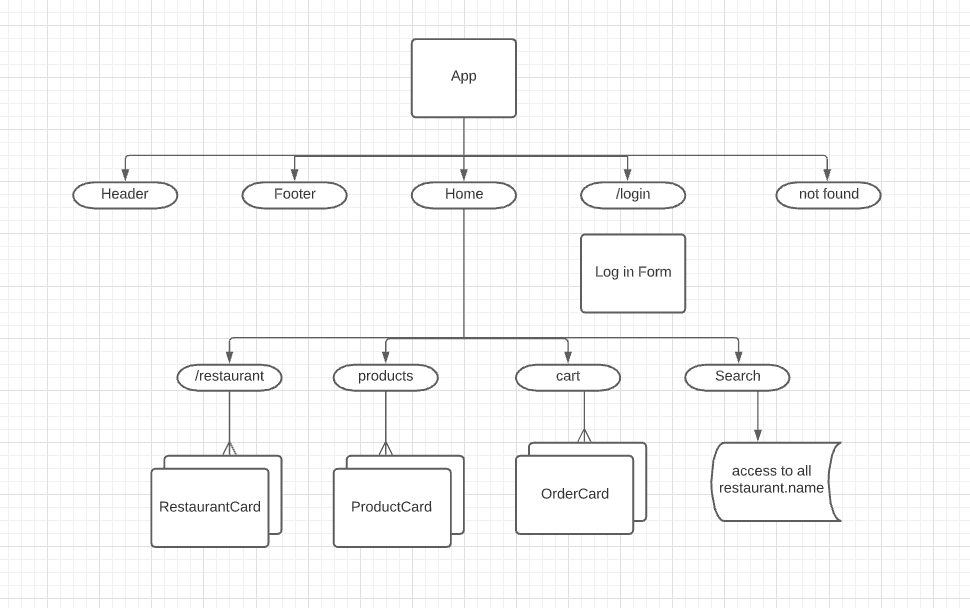 App
Header
Footer
Home
/login
not found
Log in Form
/restaurant
products
cart
Search
RestaurantCard
ProductCard
OrderCard
access to all
restaurant.name